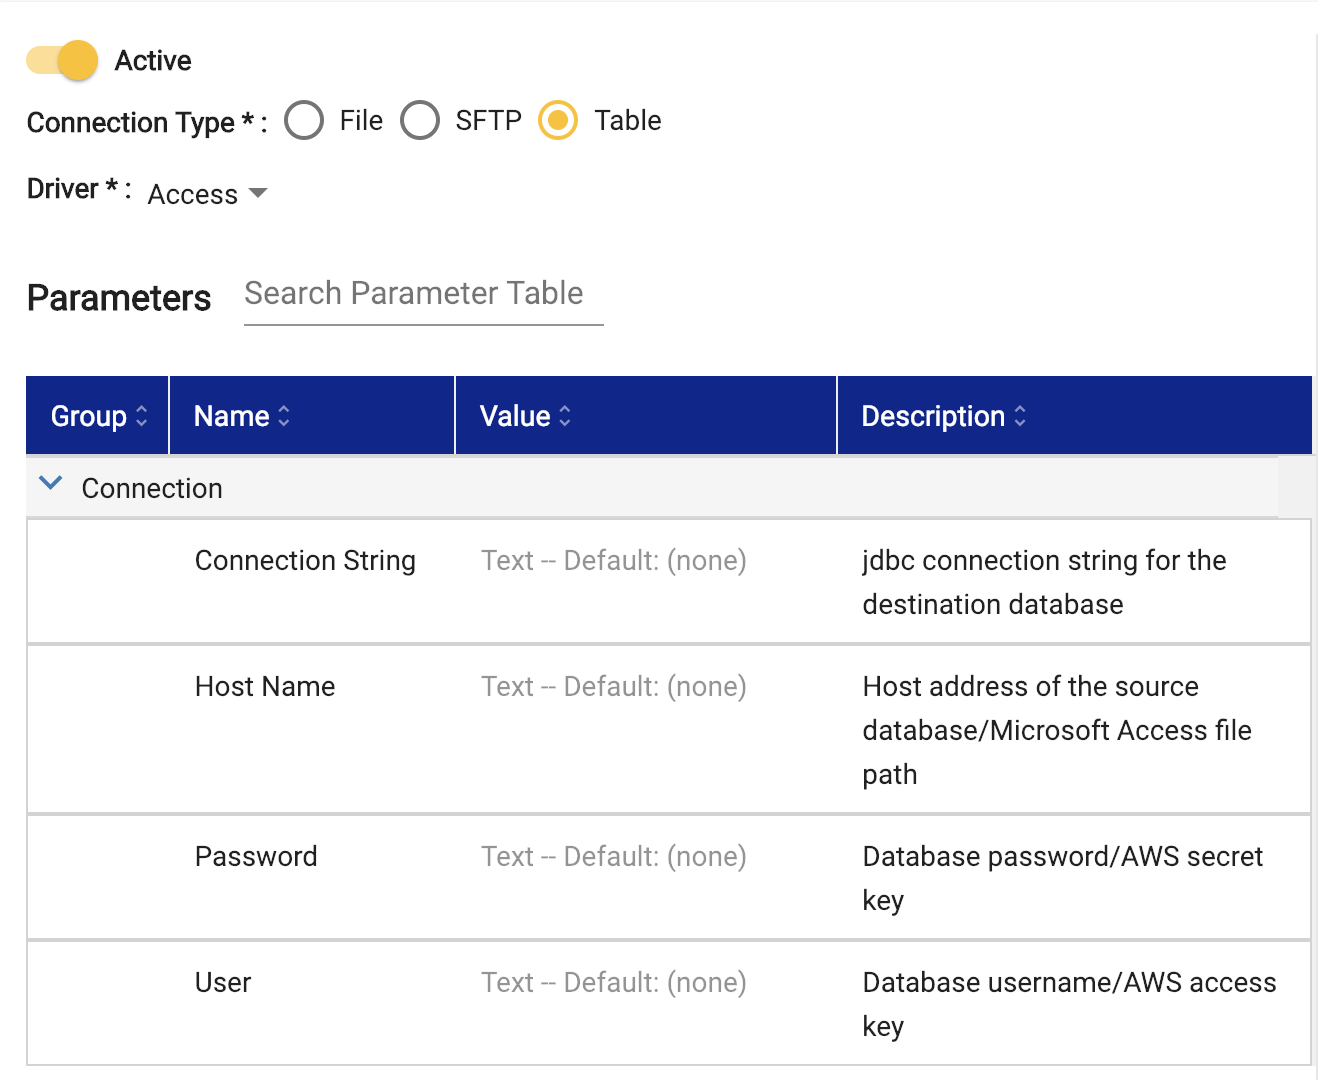 Active
Connection Type * : File SFTP Table
Driver * : Access
Parameters Search Parameter Table
Group Name Value Description
Connection
Connection String Text -- Default: (none) jdbc connection string for the
destination database
Host Name Text -- Default: (none) Host address of the source
database/Microsoft Access file
path
Password Text -- Default: (none) Database password/AWS secret
key
User Text -- Default: (none) Database username/AWS access
key